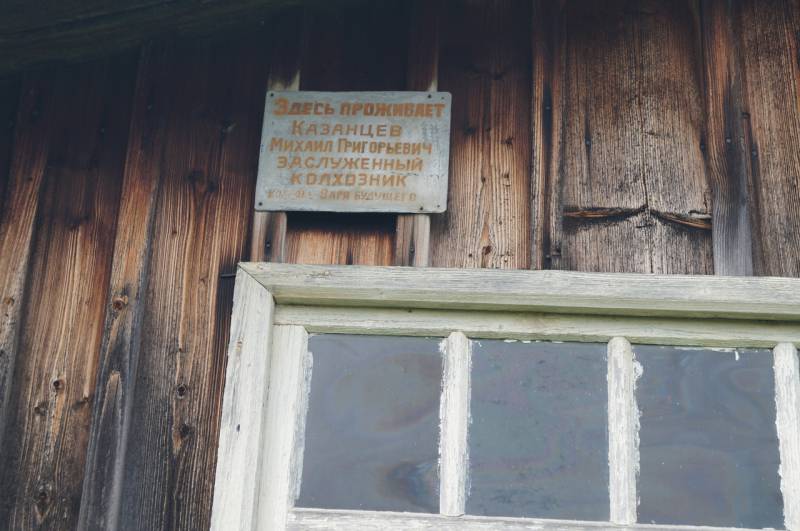 Здесь проживает
Казанцев
Михаил Григорьевич
заслуженный
колхозник
Заря будущего